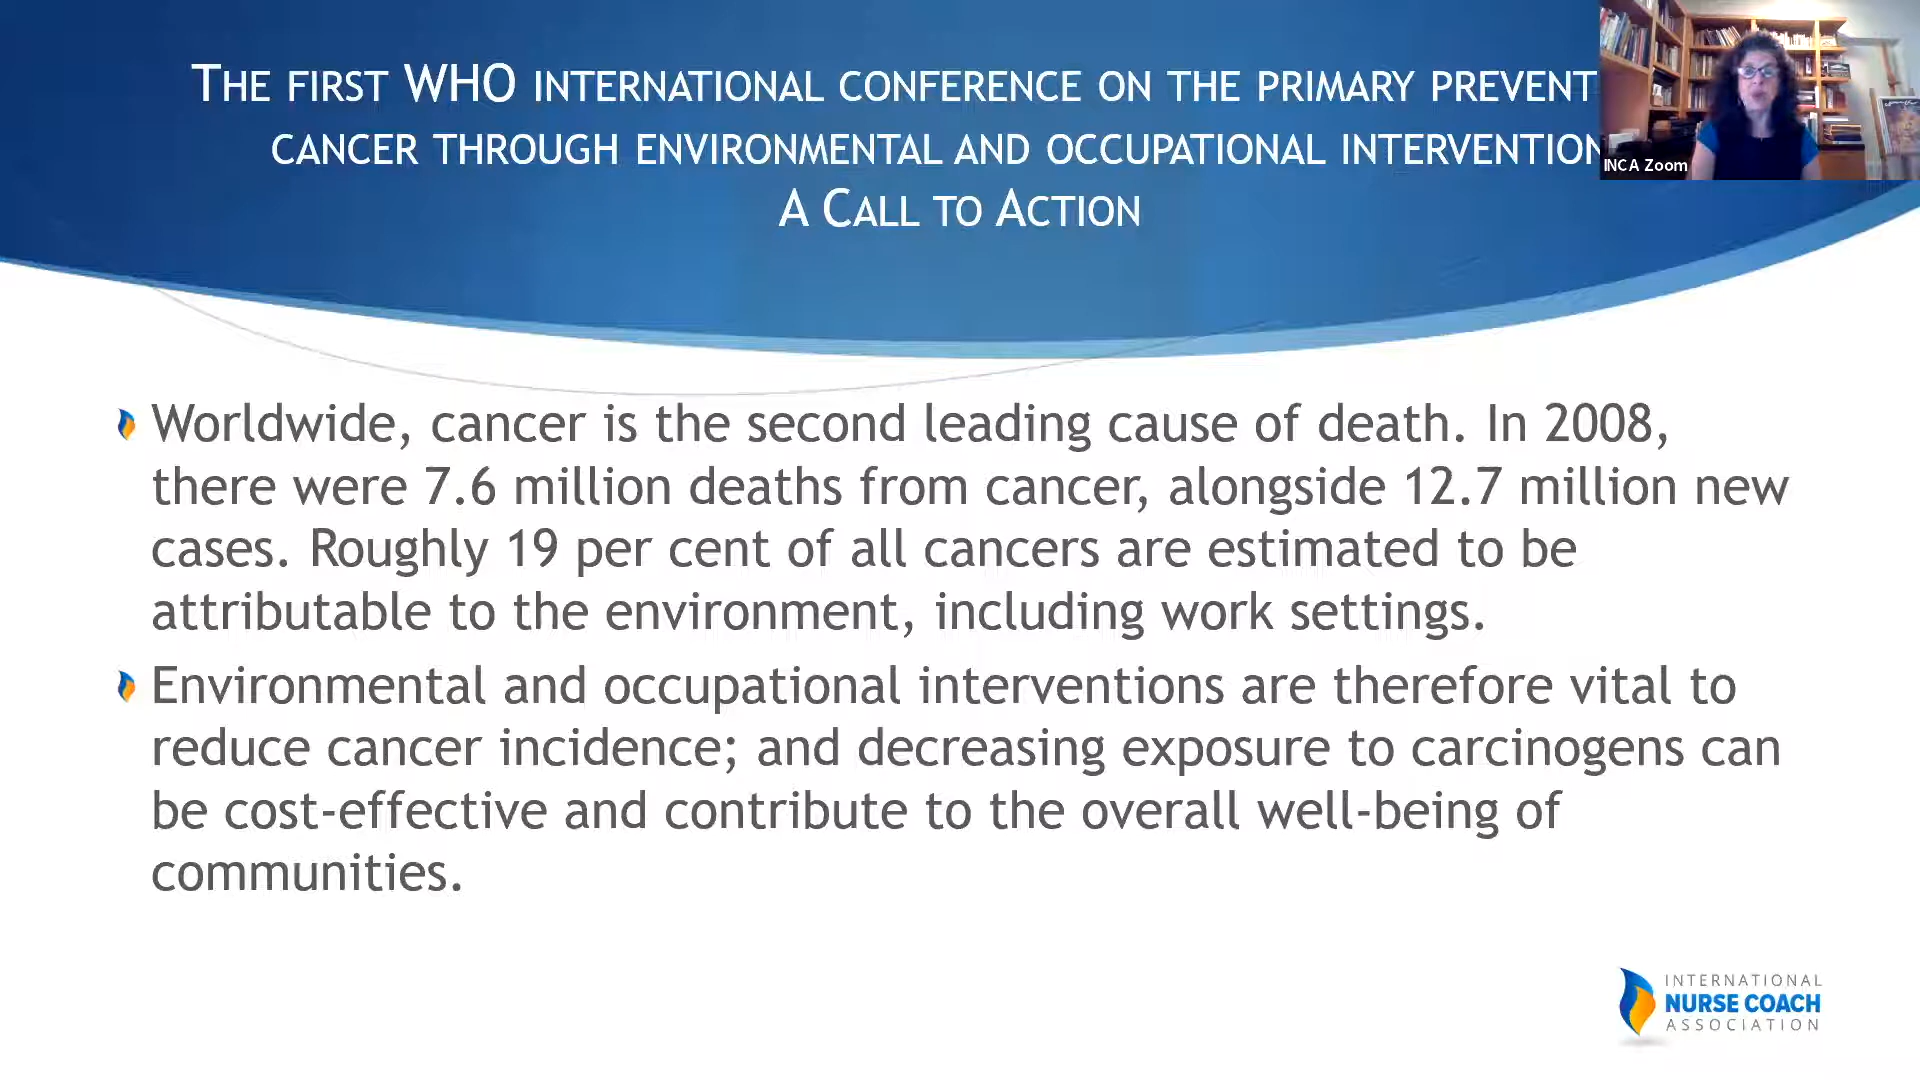 THE FIRST WHO INTERNATIONAL CONFERENCE ON THE PRIMARY PREVENT
CANCER THROUGH ENVIRONMENTAL AND OCCUPATIONAL INTERVENTION
A CALL TO ACTION
INCA Zoom
Worldwide, cancer is the second leading cause of death. In 2008,
there were 7.6 million deaths from cancer, alongside 12.7 million new
cases. Roughly 19 per cent of all cancers are estimated to be
attributable to the environment, including work settings.
Environmental and occupational interventions are therefore vital to
reduce cancer incidence; and decreasing exposure to carcinogens can
be cost-effective and contribute to the overall well-being of
communities.
INTERNATIONAL
NURSE COACH
ASSOCIATION